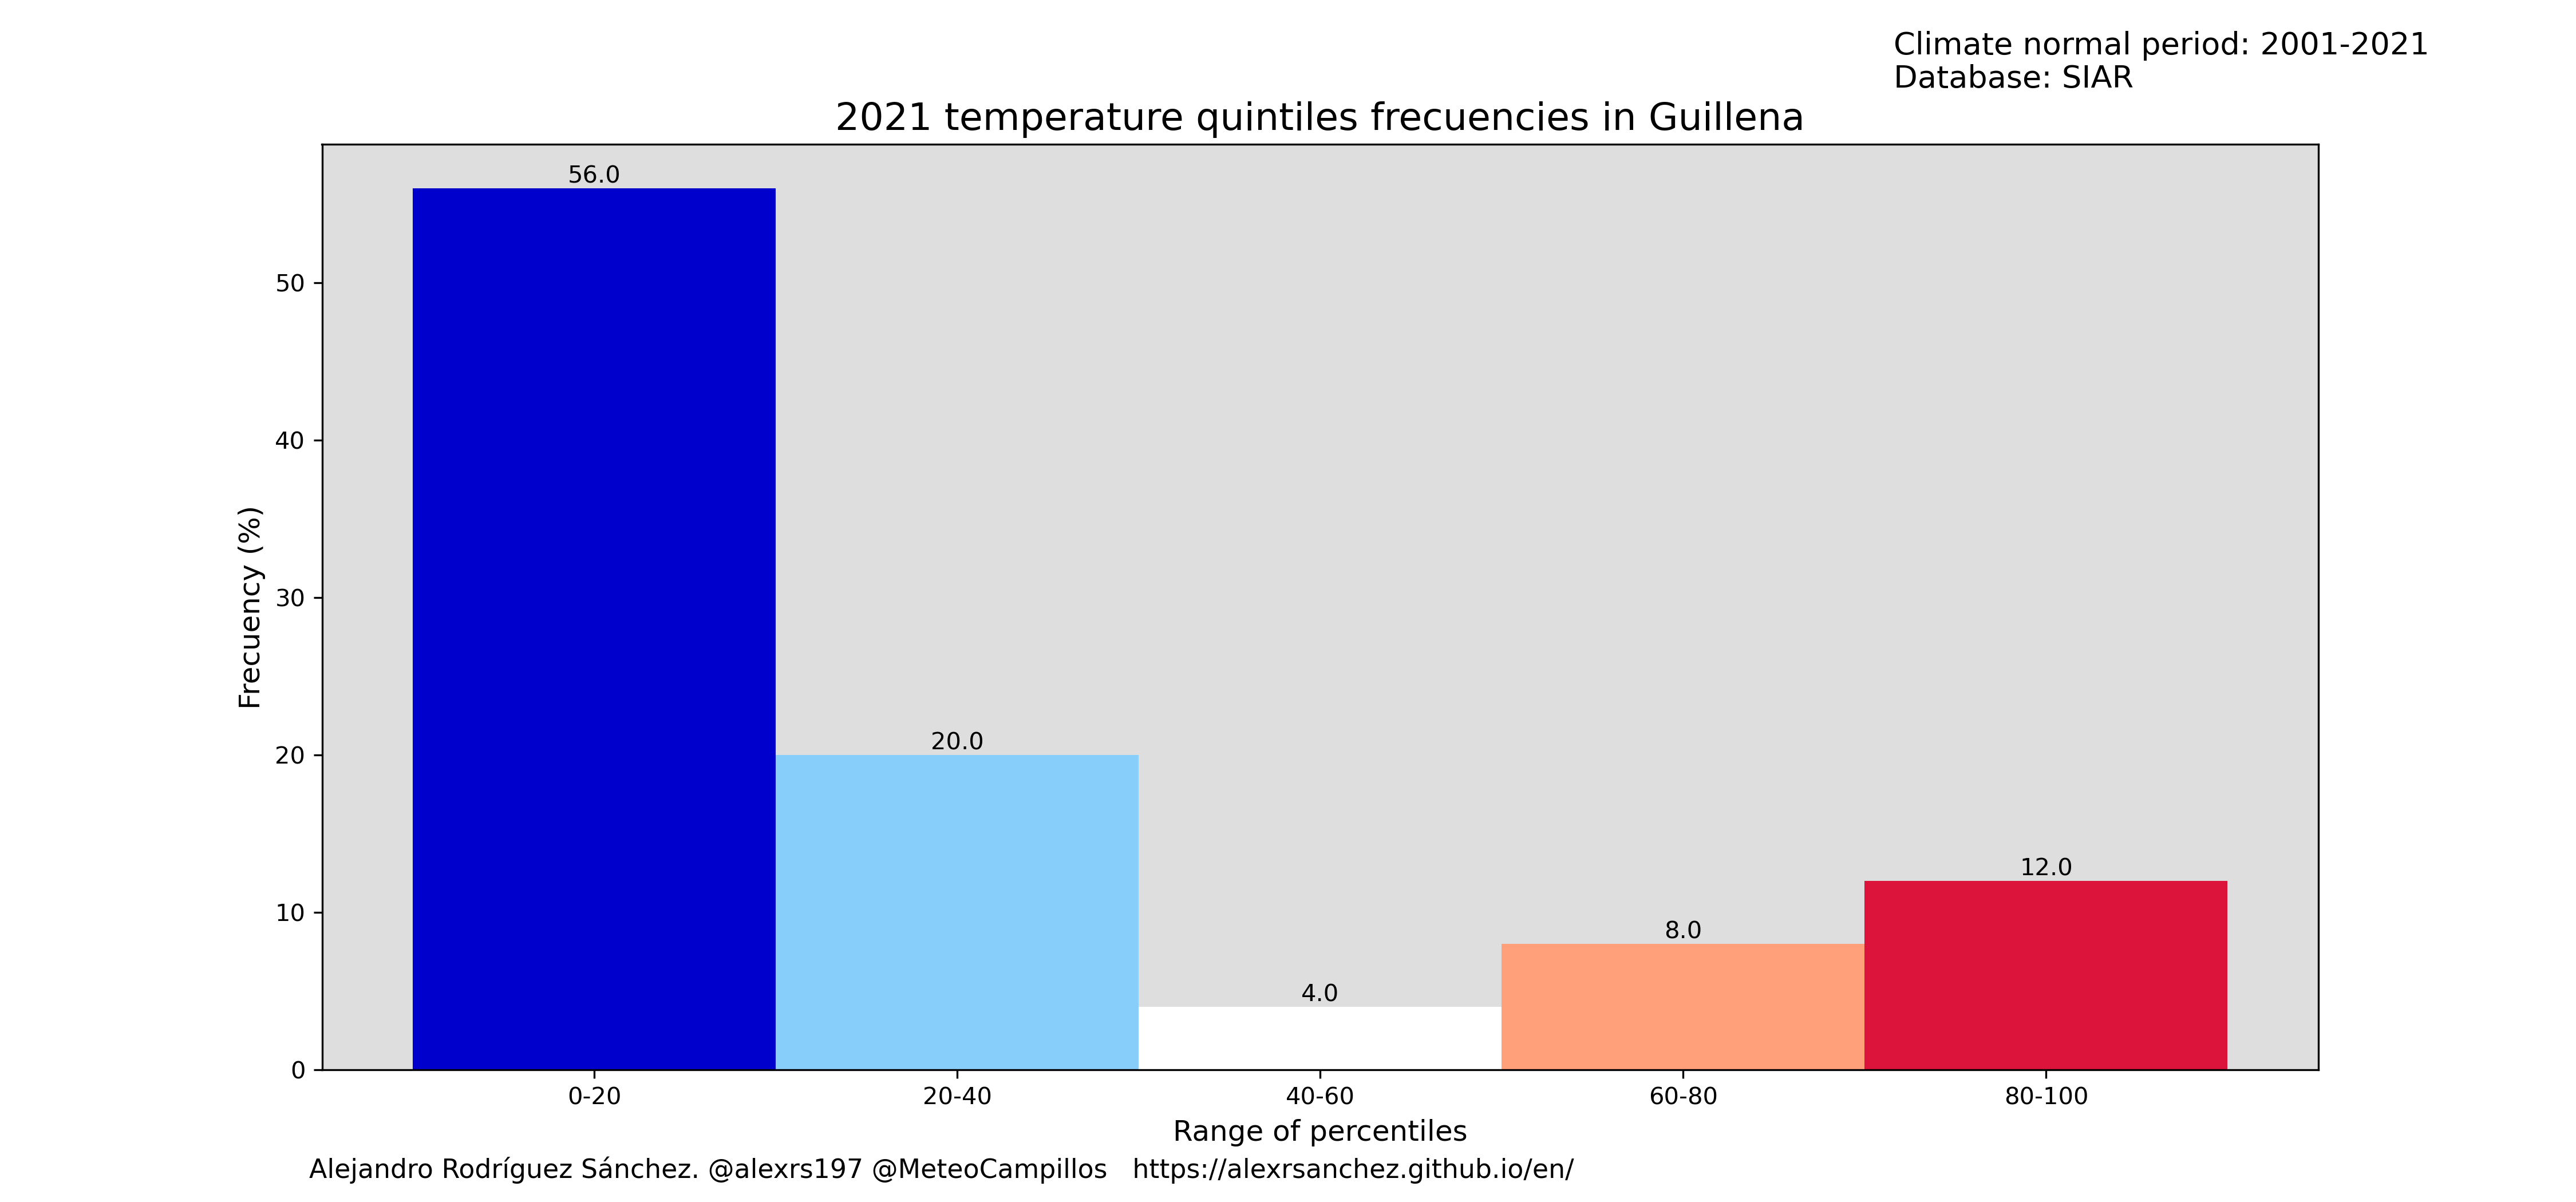 Climate normal period: 2001-2021
Database: SIAR
2021 temperature quintiles frecuencies in Guillena
56.0
50
40
30
20
10
0
Frecuency (%)
20.0
4.0
8.0
12.0
0-20
20-40
40-60
60-80
80-100
Range of percentiles
Alejandro Rodríguez Sánchez. @alexrs197 @MeteoCampillos https://alexrsanchez.github.io/en/